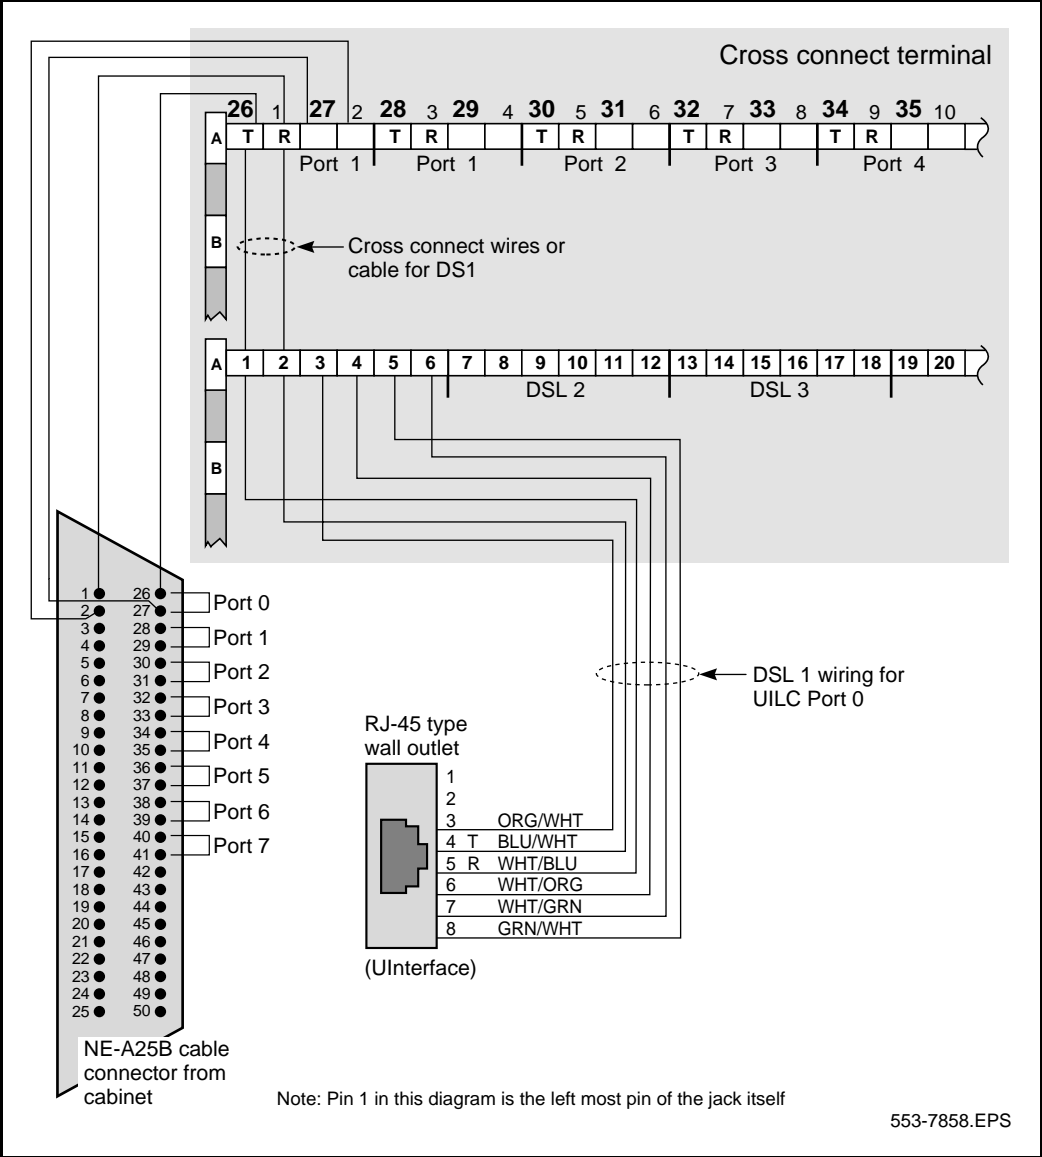 Cross connect terminal
26 1 27 2 28 3 29 4 30 5 31 6 32 7 33 8 34 9 35 10
A T R T R T R T R T R
Port 1 Port 1 Port 2 Port 3 Port 4
B
Cross connect wires or
cable for DS1
A 1 2 3 4 5 6 7 8 9 10 11 12 13 14 15 16 17 18 19 20
DSL 2 DSL 3
B
1 26
Port 0
2 27
3 28
Port 1
4 29
5 30
Port 2
6 31
7 32
Port 3
8 33
9 34
Port 4
10 35
11 36
Port 5
12 37
13 38
Port 6
14 39
15 40
Port 7
16 41
17 42
18 43
19 44
20 45
21 46
22 47
23 48
24 49
25 50
NE-A25B cable
connector from
cabinet
DSL 1 wiring for
UILC Port 0
RJ-45 type
wall outlet
1
2
3 ORG/WHT
4 T BLU/WHT
5 R WHT/BLU
6 WHT/ORG
7 WHT/GRN
8 GRN/WHT
(UInterface)
Note: Pin 1 in this diagram is the left most pin of the jack itself
553-7858.EPS